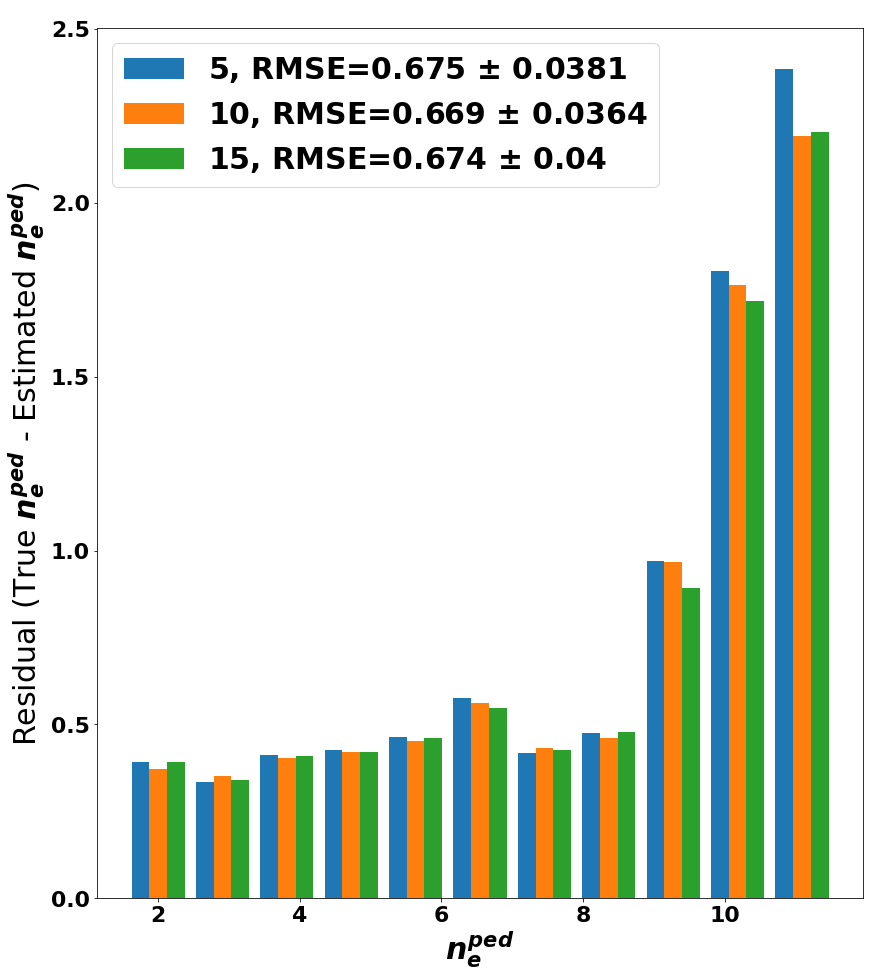 2.5
2.0
1.5
1.0
0.5
0.0
Residual (True n_e^{ped} - Estimated n_e^{ped})
5, RMSE=0.675 ± 0.0381
10, RMSE=0.669 ± 0.0364
15, RMSE=0.674 ± 0.04
2 4 6 8 10
n_e^{ped}